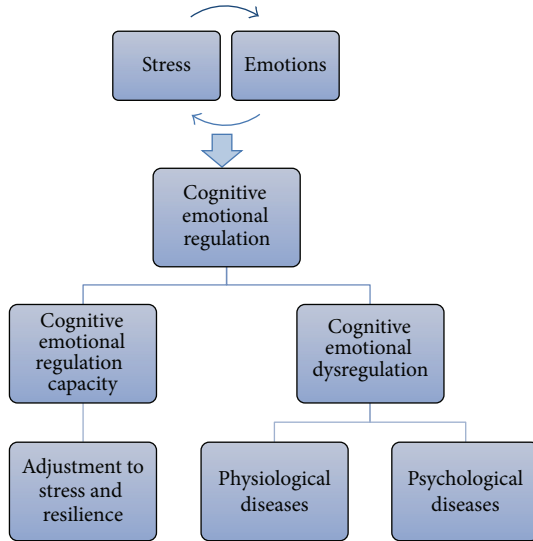 Stress
Emotions
Cognitive
emotional
regulation
Cognitive
emotional
regulation
capacity
Cognitive
emotional
dysregulation
Adjustment to
stress and
resilience
Physiological
diseases
Psychological
diseases